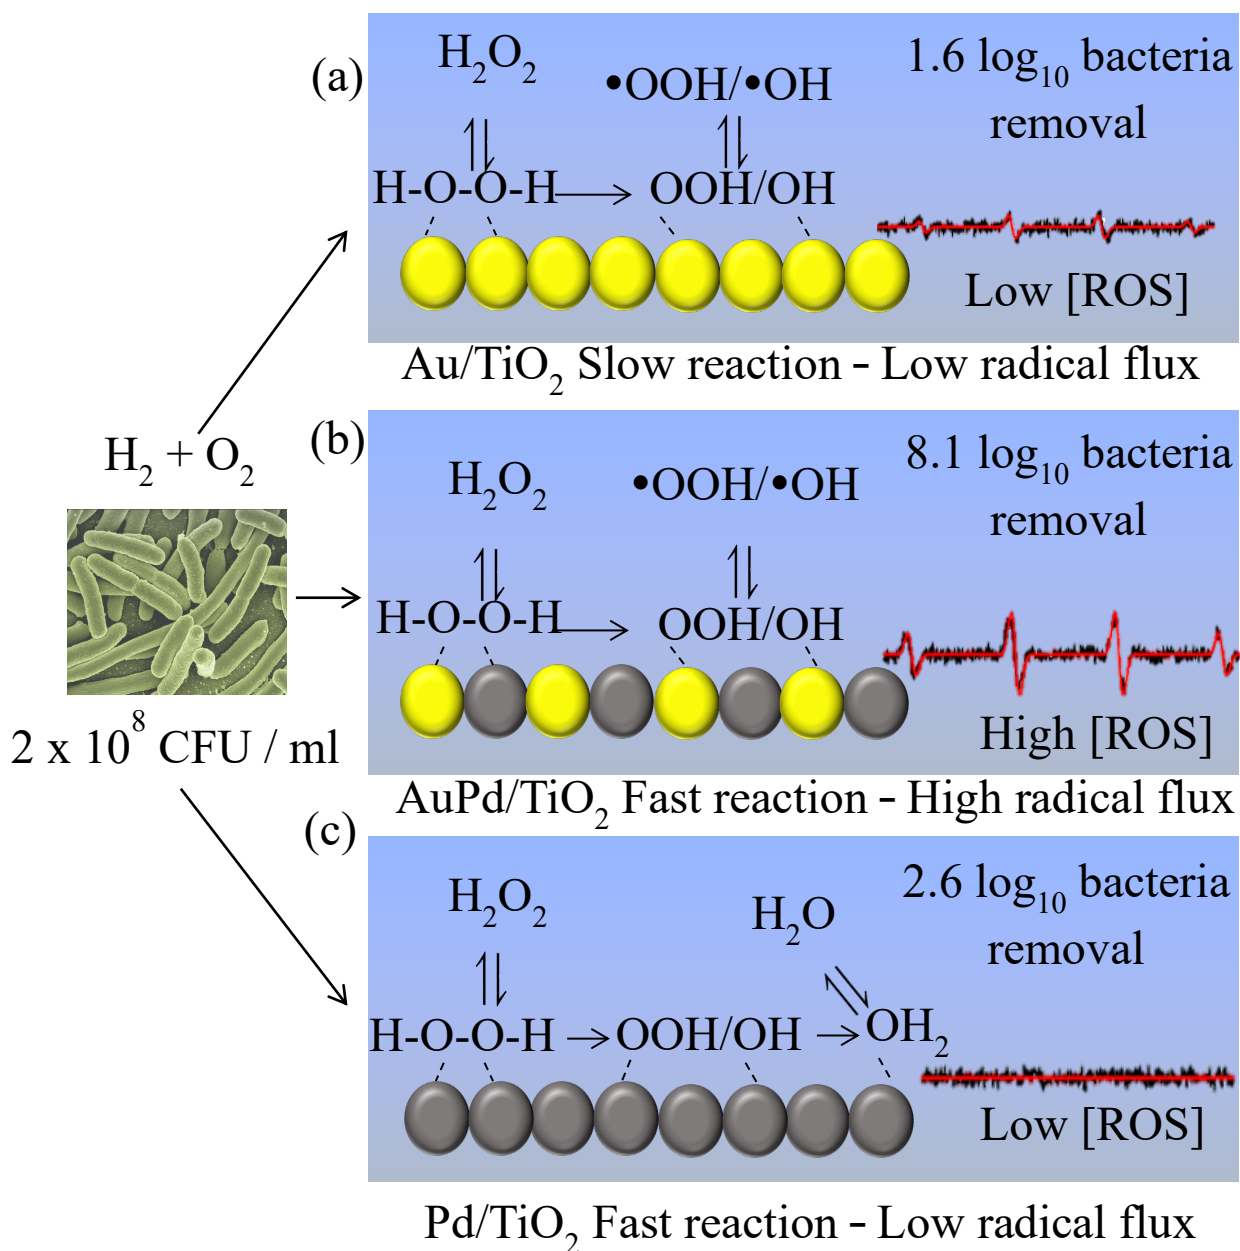 (a)
H₂O₂
•OOH/•OH
1.6 log₁₀ bacteria
removal
H-O-O-H
OOH/OH
Low [ROS]
Au/TiO₂ Slow reaction – Low radical flux
H₂ + O₂
2 x 10⁸ CFU / ml
(b)
H₂O₂
•OOH/•OH
8.1 log₁₀ bacteria
removal
H-O-O-H
OOH/OH
High [ROS]
AuPd/TiO₂ Fast reaction – High radical flux
(c)
H₂O₂
H₂O
2.6 log₁₀ bacteria
removal
H-O-O-H
OOH/OH
OH₂
Low [ROS]
Pd/TiO₂ Fast reaction – Low radical flux